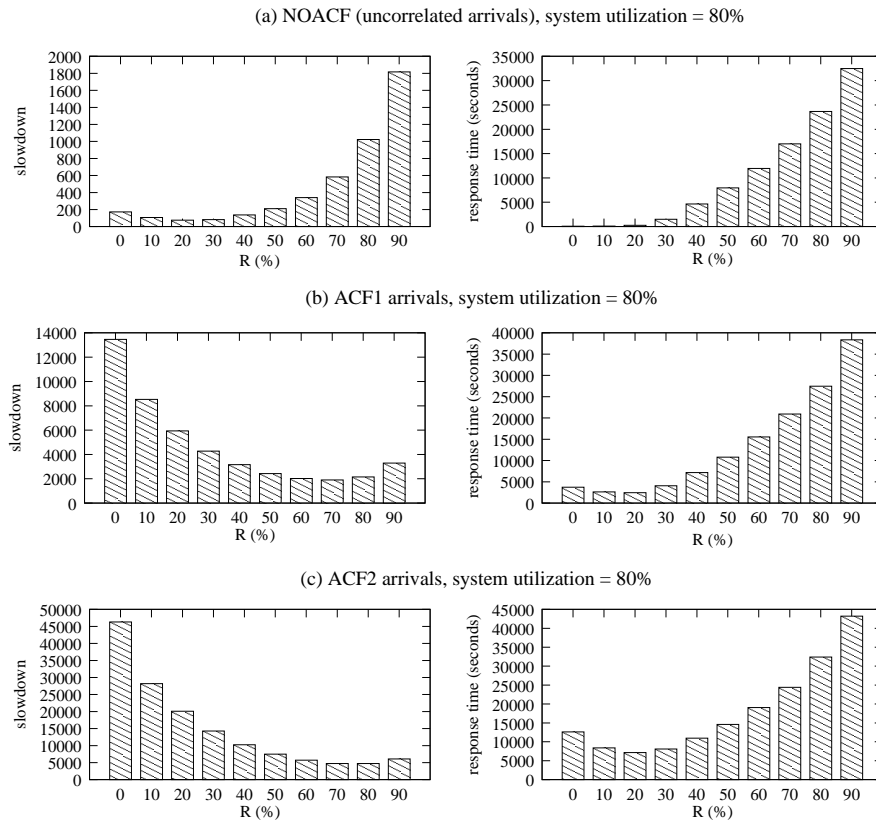 (a) NOACF (uncorrelated arrivals), system utilization = 80%
slowdown
2000
1800
1600
1400
1200
1000
800
600
400
200
0
0 10 20 30 40 50 60 70 80 90
R (%)
response time (seconds)
35000
30000
25000
20000
15000
10000
5000
0
0 10 20 30 40 50 60 70 80 90
R (%)
(b) ACF1 arrivals, system utilization = 80%
slowdown
14000
12000
10000
8000
6000
4000
2000
0
0 10 20 30 40 50 60 70 80 90
R (%)
response time (seconds)
40000
35000
30000
25000
20000
15000
10000
5000
0
0 10 20 30 40 50 60 70 80 90
R (%)
(c) ACF2 arrivals, system utilization = 80%
slowdown
50000
45000
40000
35000
30000
25000
20000
15000
10000
5000
0
0 10 20 30 40 50 60 70 80 90
R (%)
response time (seconds)
45000
40000
35000
30000
25000
20000
15000
10000
5000
0
0 10 20 30 40 50 60 70 80 90
R (%)